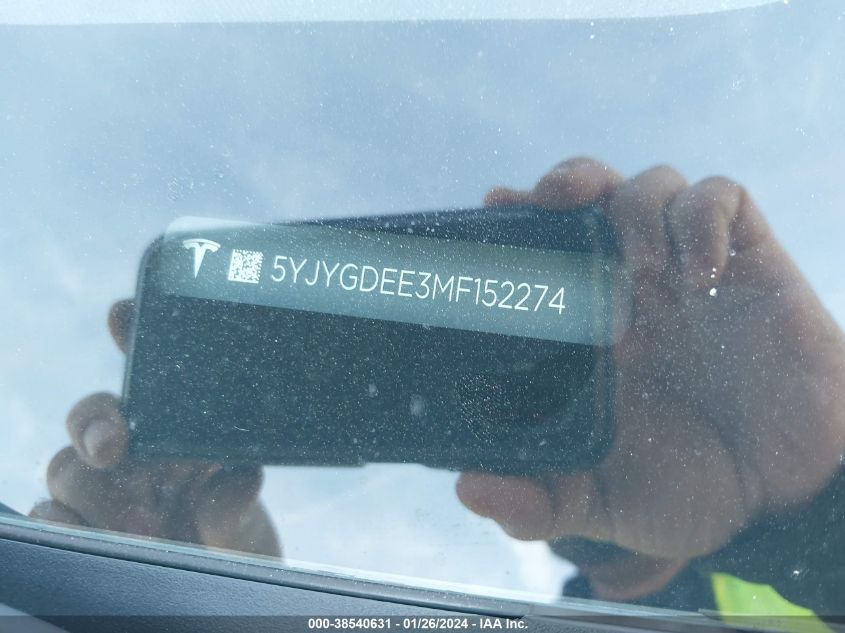 5YJYGDEE3MF152274
000-38540631 - 01/26/2024 - IAA Inc.